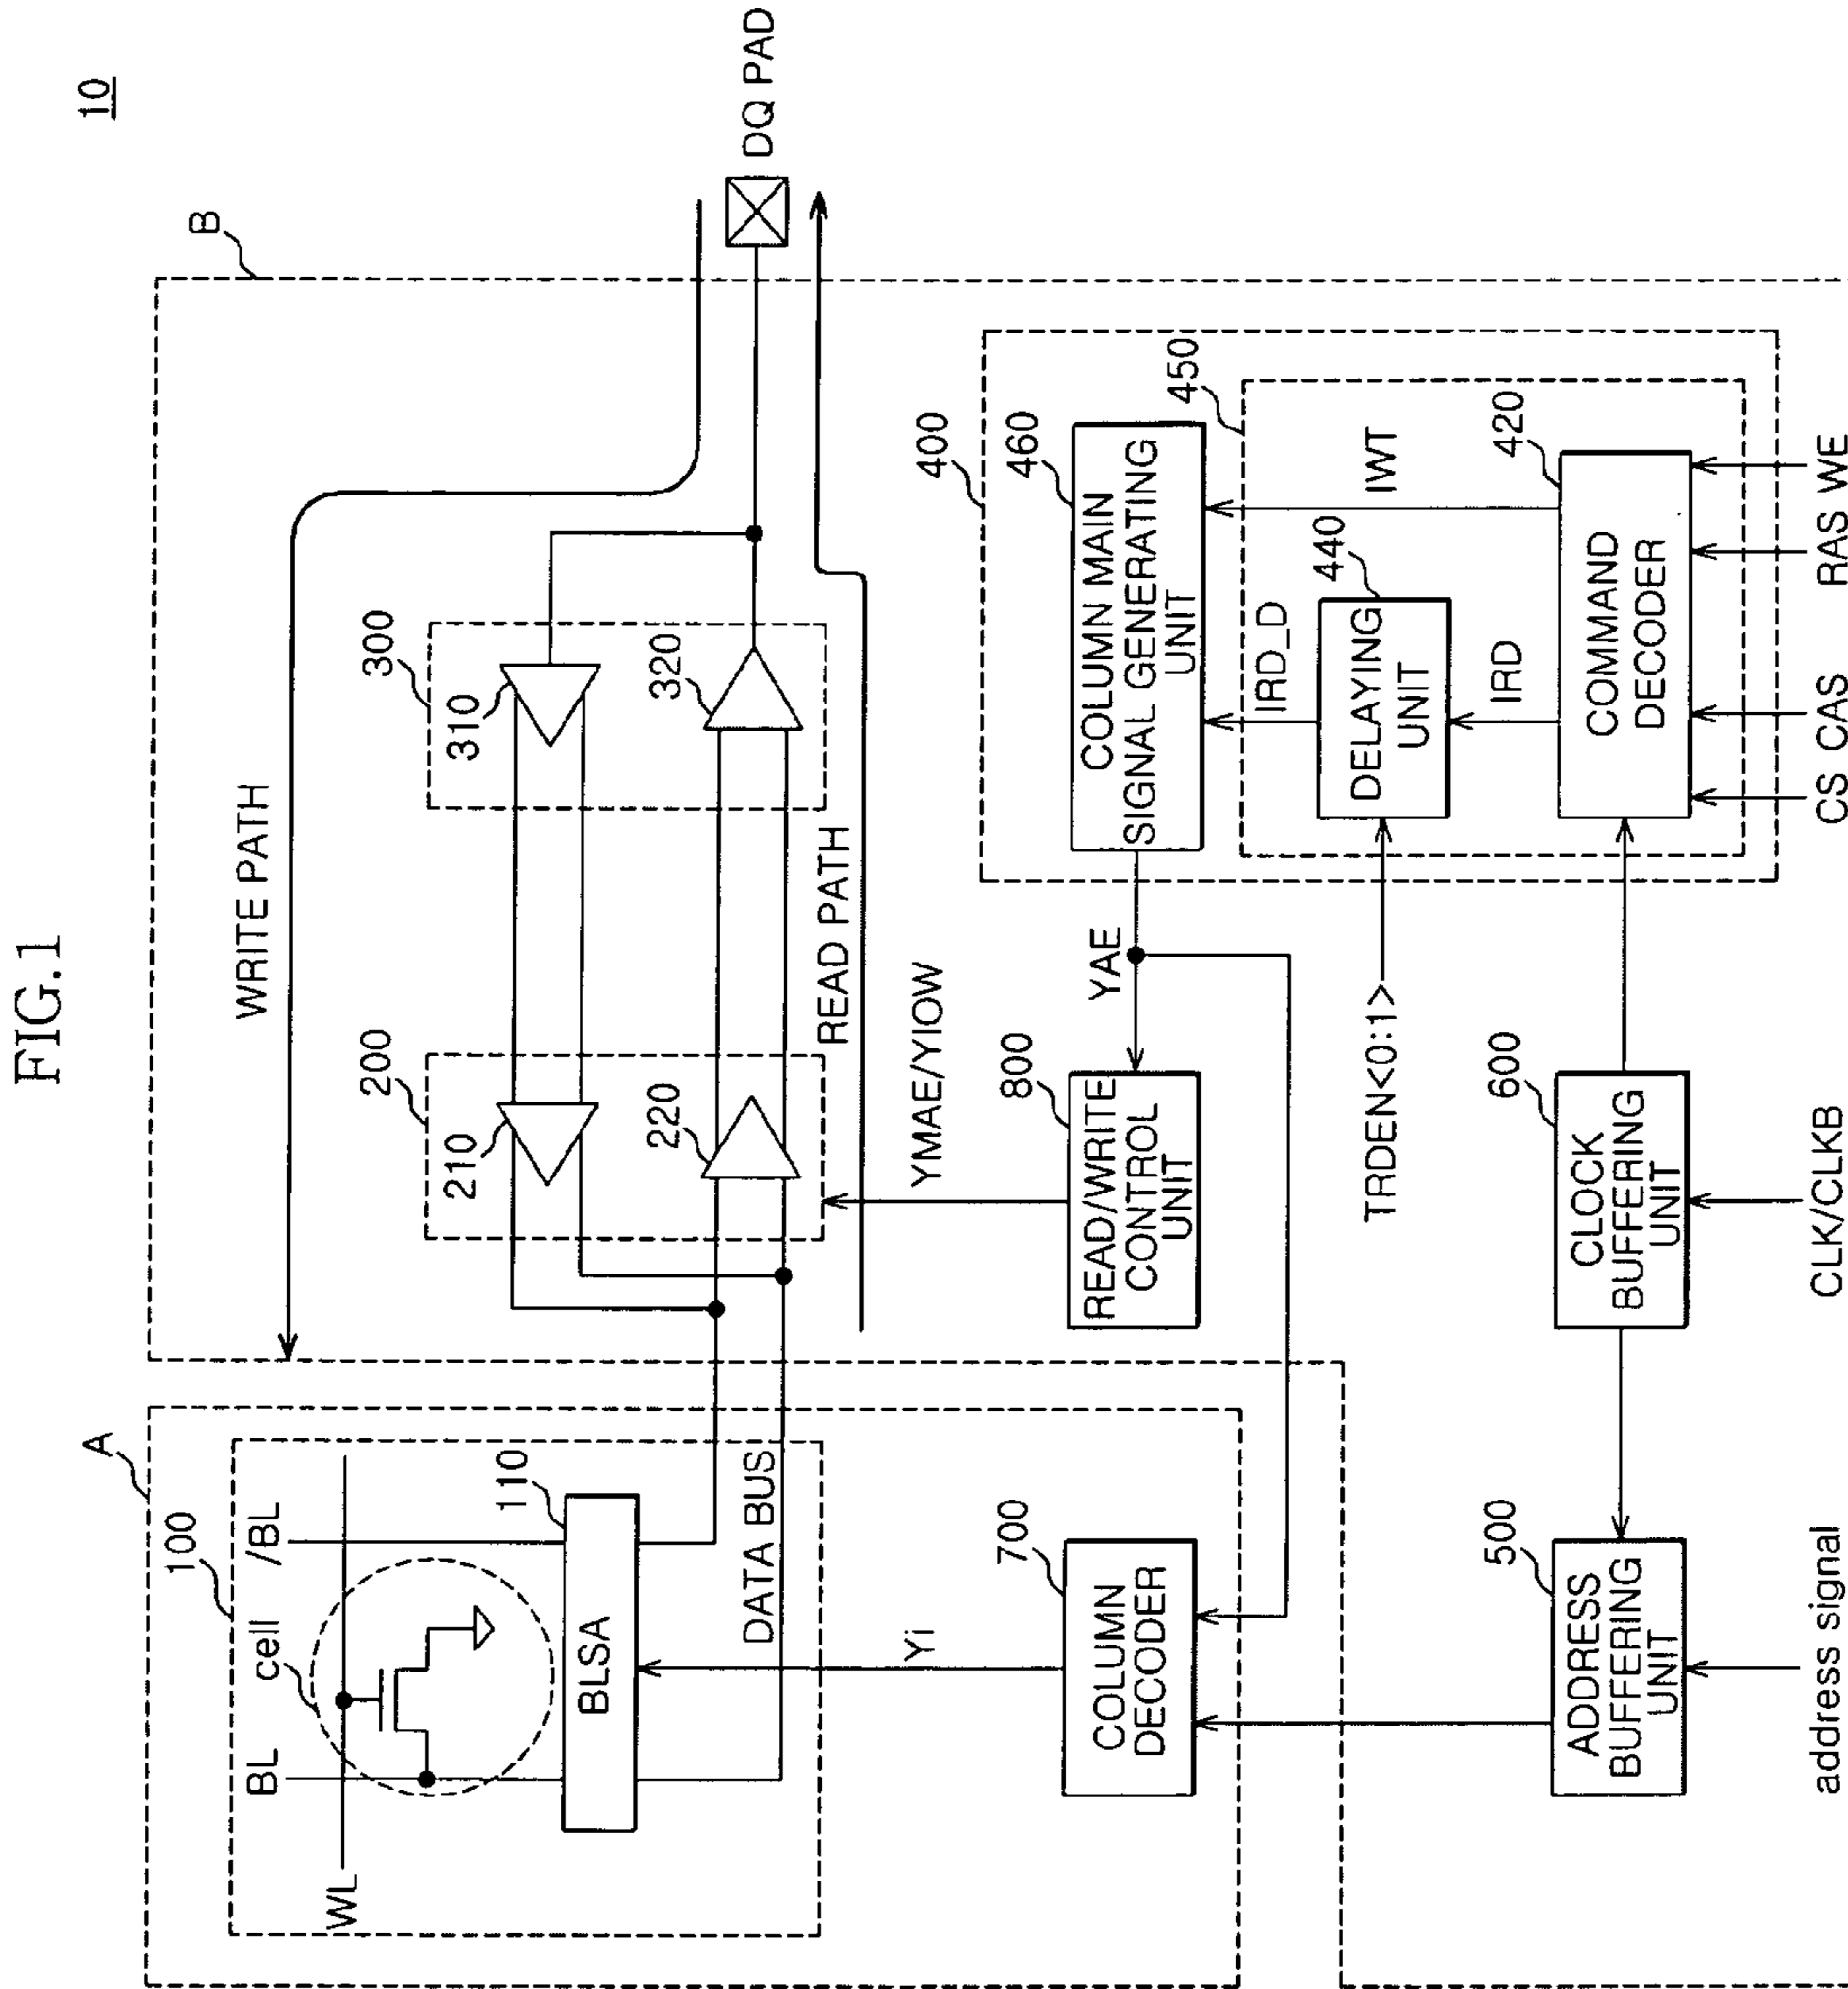 FIG.1
10
A
100
BL
cell
/BL
WL
110
BLSA
DATA BUS
Yi
700
COLUMN
DECODER
500
ADDRESS
BUFFERING
UNIT
address signal
B
WRITE PATH
200
210
220
300
310
320
DQ PAD
READ PATH
YMAE/YIOW
800
READ/WRITE
CONTROL
UNIT
YAE
400
460
COLUMN MAIN
SIGNAL GENERATING
UNIT
450
IRD_D
IWT
440
DELAYING
UNIT
TRDEN<0:1>
IRD
420
COMMAND
DECODER
CS CAS RAS WE
600
CLOCK
BUFFERING
UNIT
CLK/CLKB